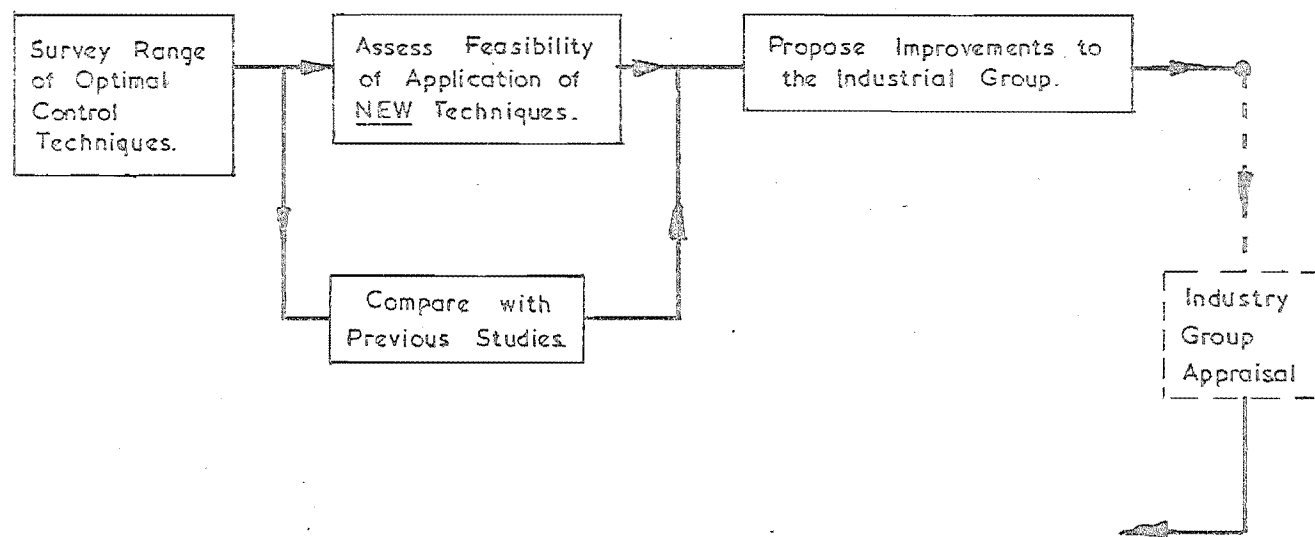 Survey Range
of Optimal
Control
Techniques.
Assess Feasibility
of Application of
NEW Techniques.
Propose Improvements to
the Industrial Group.
Compare with
Previous Studies.
Industry
Group
Appraisal